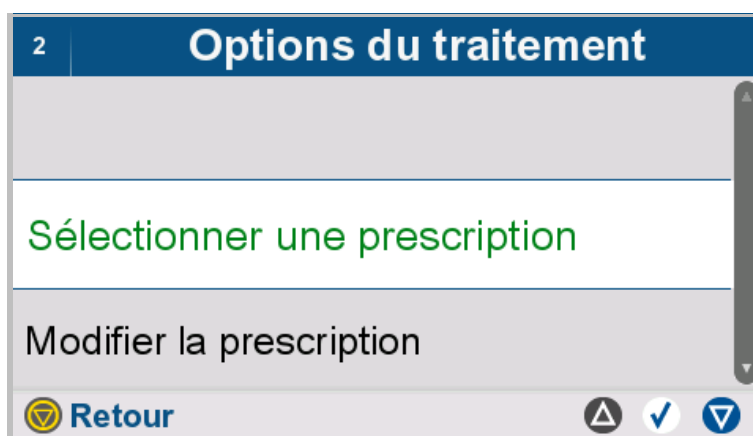 2
Options du traitement
Sélectionner une prescription
Modifier la prescription
Retour